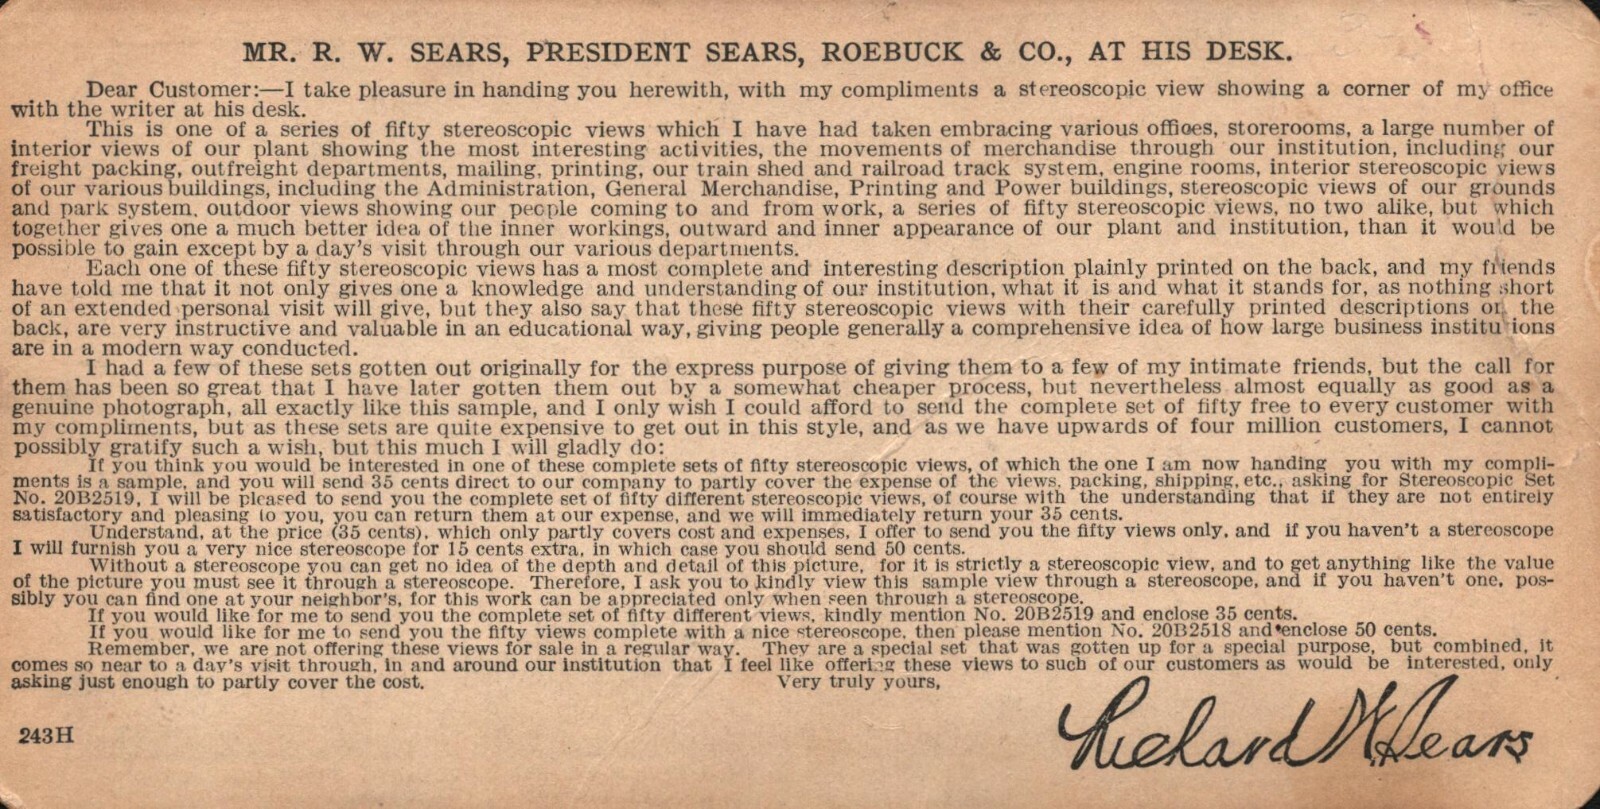 MR. R. W. SEARS, PRESIDENT SEARS, ROEBUCK & CO., AT HIS DESK.
Dear Customer:—I take pleasure in handing you herewith, with my compliments a stereoscopic view showing a corner of my office
with the writer at his desk.
This is one of a series of fifty stereoscopic views which I have had taken embracing various offices, storerooms, a large number of
interior views of our plant showing the most interesting activities, the movements of merchandise through our institution, including our
freight packing, outfreight departments, mailing, printing, our train shed and railroad track system, engine rooms, interior stereoscopic views
of our various buildings, including the Administration, General Merchandise, Printing and Power buildings, stereoscopic views of our grounds
and park system, outdoor views showing our people coming to and from work, a series of fifty stereoscopic views, no two alike, but which
together gives one a much better idea of the inner workings, outward and inner appearance of our plant and institution, than it would be
possible to gain except by a day's visit through our various departments.
Each one of these fifty stereoscopic views has a most complete and interesting description plainly printed on the back, and my friends
have told me that it not only gives one a knowledge and understanding of our institution, what it is and what it stands for, as nothing short
of an extended personal visit will give, but they also say that these fifty stereoscopic views with their carefully printed descriptions on the
back, are very instructive and valuable in an educational way, giving people generally a comprehensive idea of how large business institutions
are in a modern way conducted.
I had a few of these sets gotten out originally for the express purpose of giving them to a few of my intimate friends, but the call for
them has been so great that I have later gotten them out by a somewhat cheaper process, but nevertheless almost equally as good as a
genuine photograph, all exactly like this sample, and I only wish I could afford to send the complete set of fifty free to every customer with
my compliments, but as these sets are quite expensive to get out in this style, and as we have upwards of four million customers, I cannot
possibly gratify such a wish, but this much I will gladly do:
If you think you would be interested in one of these complete sets of fifty stereoscopic views, of which the one I am now handing you with my compli-
ments is a sample, and you will send 35 cents direct to our company to partly cover the expense of the views, packing, shipping, etc., asking for Stereoscopic Set
No. 20B2519, I will be pleased to send you the complete set of fifty different stereoscopic views, of course with the understanding that if they are not entirely
satisfactory and pleasing to you, you can return them at our expense, and we will immediately return your 35 cents.
Understand, at the price (35 cents), which only partly covers cost and expenses, I offer to send you the fifty views only, and if you haven't a stereoscope
I will furnish you a very nice stereoscope for 15 cents extra, in which case you should send 50 cents.
Without a stereoscope you can get no idea of the depth and detail of this picture, for it is strictly a stereoscopic view, and to get anything like the value
of the picture you must see it through a stereoscope. Therefore, I ask you to kindly view this sample view through a stereoscope, and if you haven't one, pos-
sibly you can find one at your neighbor's, for this work can be appreciated only when seen through a stereoscope.
If you would like for me to send you the complete set of fifty different views, kindly mention No. 20B2519 and enclose 35 cents.
If you would like for me to send you the fifty views complete with a nice stereoscope, then please mention No. 20B2518 and enclose 50 cents.
Remember, we are not offering these views for sale in a regular way. They are a special set that was gotten up for a special purpose, but combined, it
comes so near to a day's visit through, in and around our institution that I feel like offering these views to such of our customers as would be interested, only
asking just enough to partly cover the cost. Very truly yours,
Richard W. Sears
243H